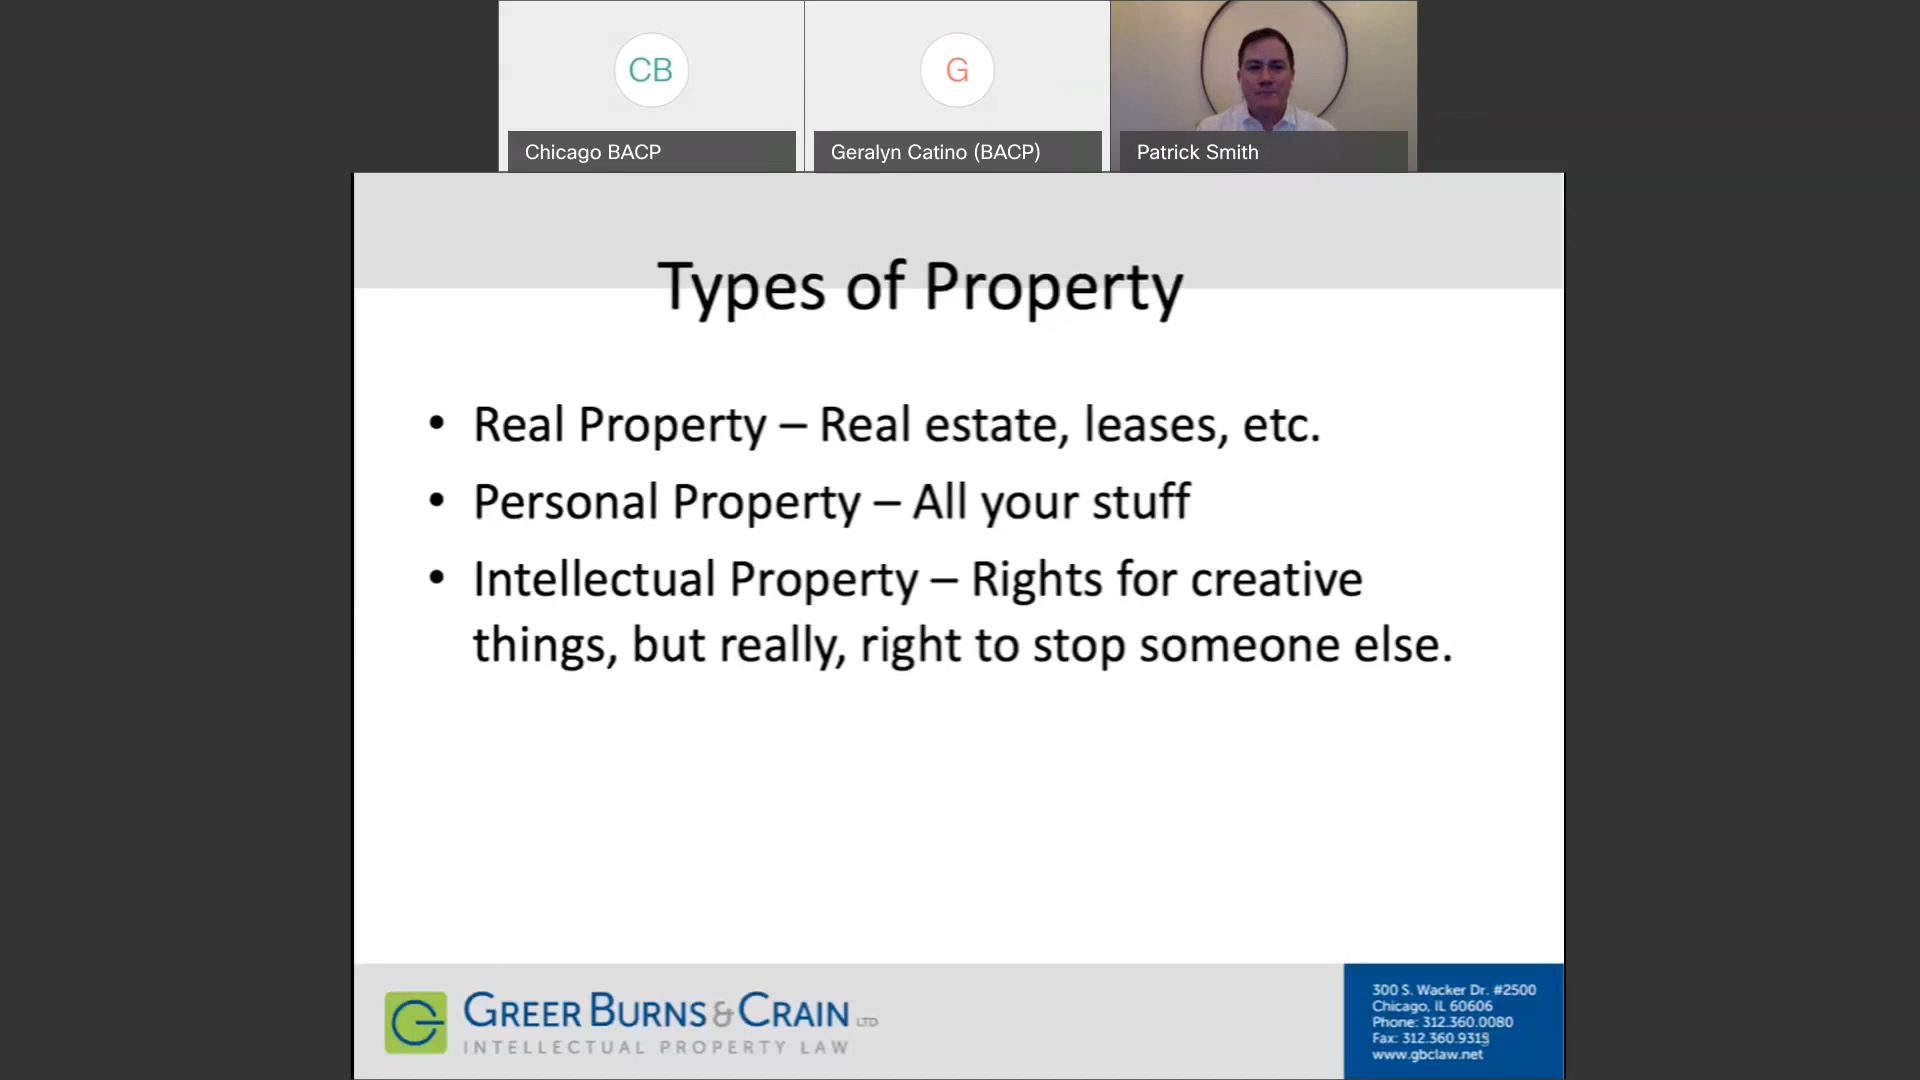 CB
G
Chicago BACP
Geralyn Catino (BACP)
Patrick Smith
Types of Property
• Real Property – Real estate, leases, etc.
• Personal Property – All your stuff
• Intellectual Property – Rights for creative
things, but really, right to stop someone else.
GREER BURNS & CRAIN LTD
INTELLECTUAL PROPERTY LAW
300 S. Wacker Dr. #2500
Chicago, IL 60606
Phone: 312.360.0080
Fax: 312.360.9315
www.gbclaw.net